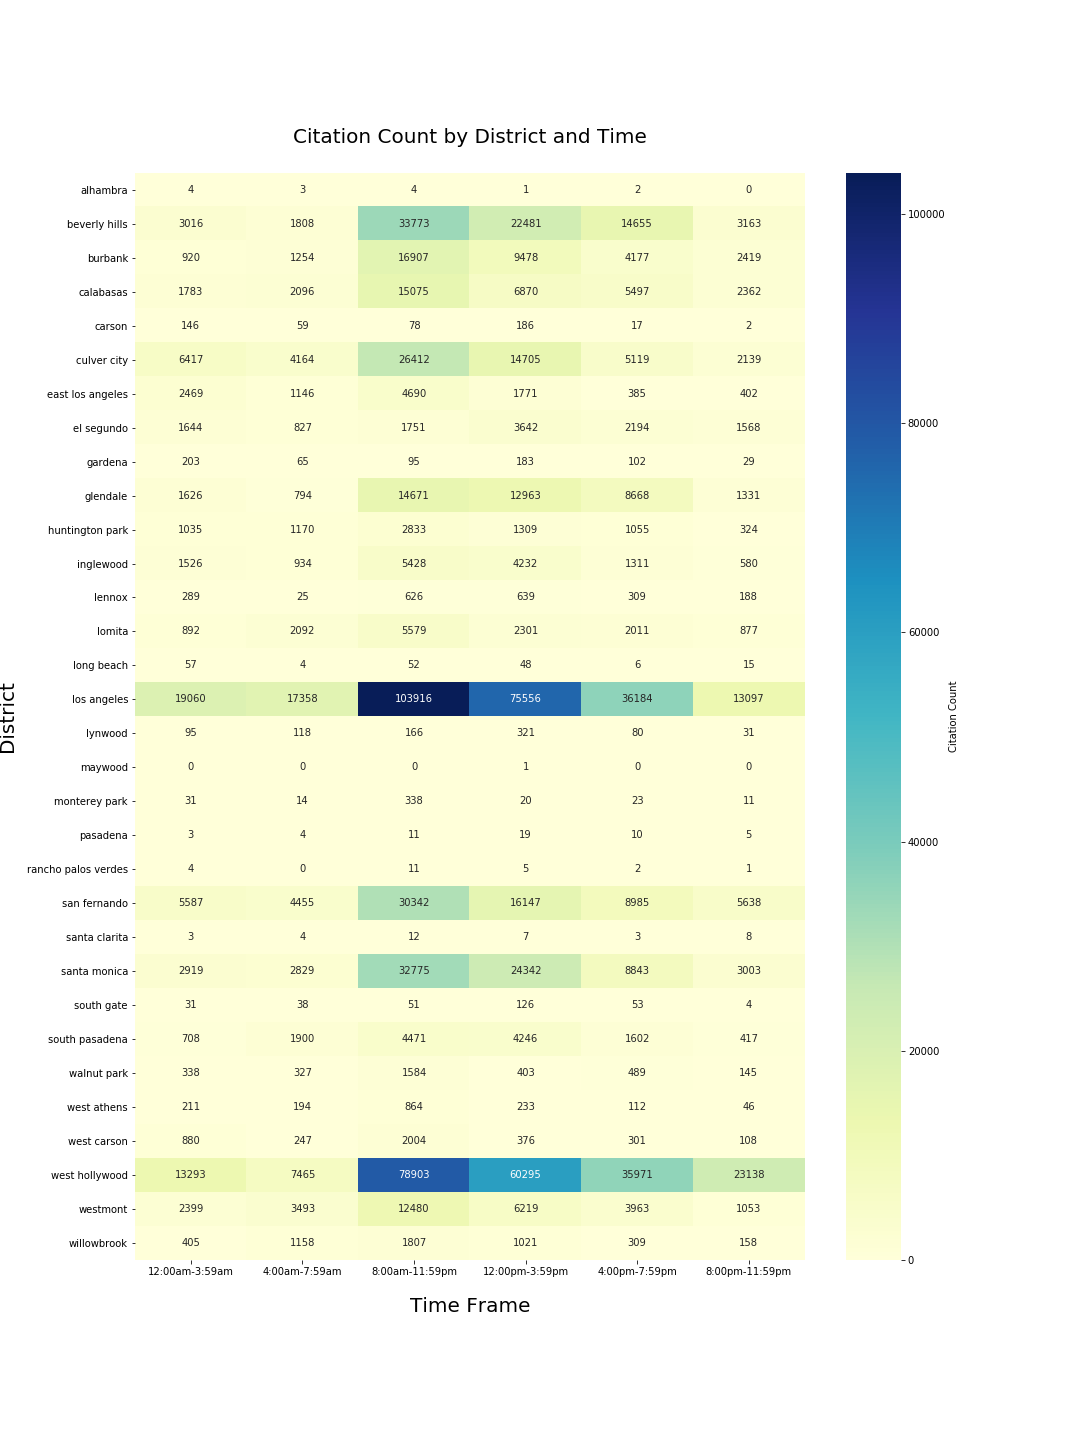 Citation Count by District and Time
alhambra 4 3 4 1 2 0
beverly hills 3016 1808 33773 22481 14655 3163
burbank 920 1254 16907 9478 4177 2419
calabasas 1783 2096 15075 6870 5497 2362
carson 146 59 78 186 17 2
culver city 6417 4164 26412 14705 5119 2139
east los angeles 2469 1146 4690 1771 385 402
el segundo 1644 827 1751 3642 2194 1568
gardena 203 65 95 183 102 29
glendale 1626 794 14671 12963 8668 1331
huntington park 1035 1170 2833 1309 1055 324
inglewood 1526 934 5428 4232 1311 580
lennox 289 25 626 639 309 188
lomita 892 2092 5579 2301 2011 877
long beach 57 4 52 48 6 15
los angeles 19060 17358 103916 75556 36184 13097
lynwood 95 118 166 321 80 31
maywood 0 0 0 1 0 0
monterey park 31 14 338 20 23 11
pasadena 3 4 11 19 10 5
rancho palos verdes 4 0 11 5 2 1
san fernando 5587 4455 30342 16147 8985 5638
santa clarita 3 4 12 7 3 8
santa monica 2919 2829 32775 24342 8843 3003
south gate 31 38 51 126 53 4
south pasadena 708 1900 4471 4246 1602 417
walnut park 338 327 1584 403 489 145
west athens 211 194 864 233 112 46
west carson 880 247 2004 376 301 108
west hollywood 13293 7465 78903 60295 35971 23138
westmont 2399 3493 12480 6219 3963 1053
willowbrook 405 1158 1807 1021 309 158
12:00am-3:59am 4:00am-7:59am 8:00am-11:59pm 12:00pm-3:59pm 4:00pm-7:59pm 8:00pm-11:59pm
Time Frame
District
100000
80000
60000
40000
20000
0
Citation Count